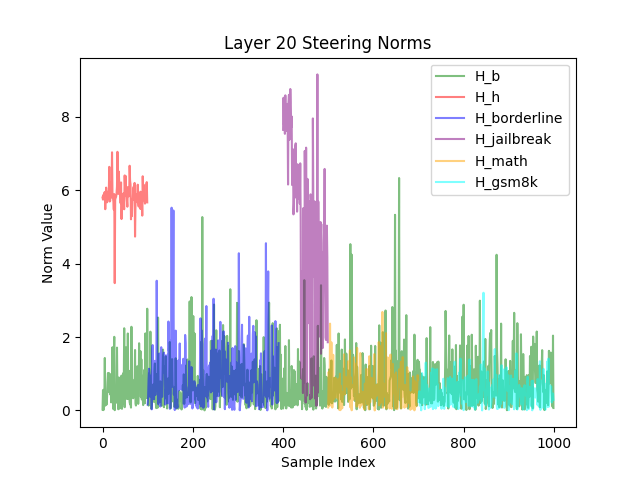 Layer 20 Steering Norms
H_b
H_h
H_borderline
H_jailbreak
H_math
H_gsm8k
Norm Value
8
6
4
2
0
0
200
400
600
800
1000
Sample Index